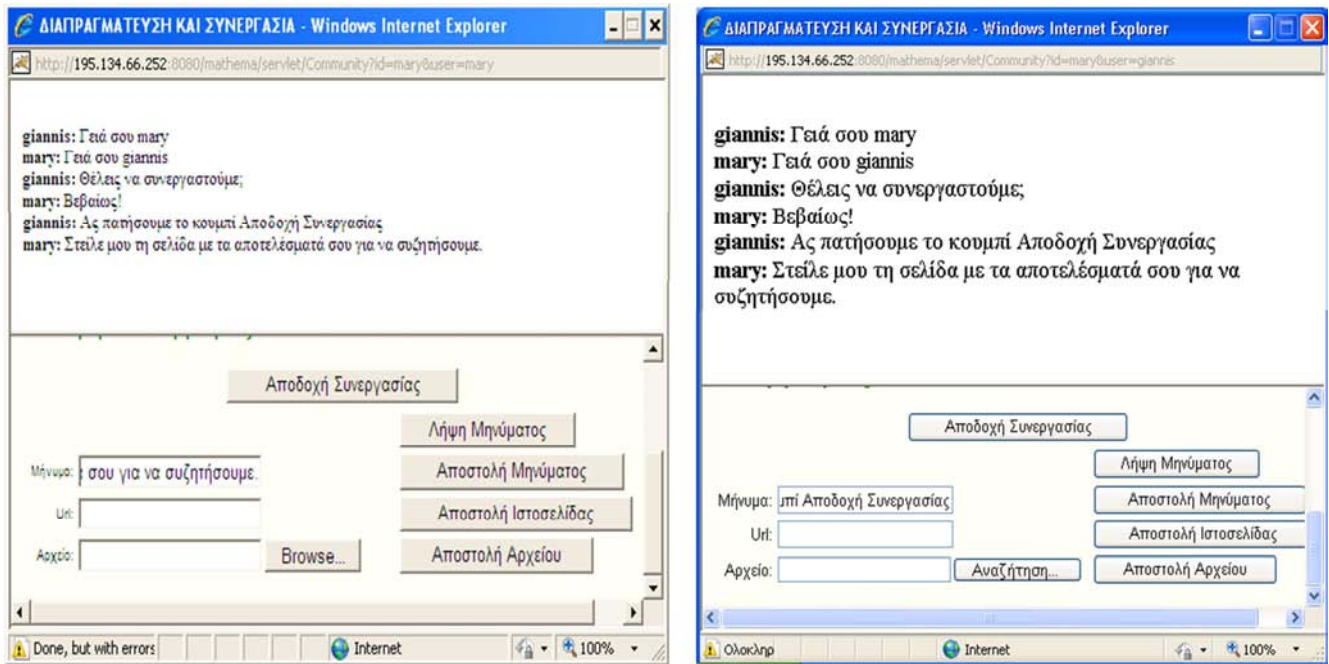 ΔΙΑΠΡΑΓΜΑΤΕΥΣΗ ΚΑΙ ΣΥΝΕΡΓΑΣΙΑ - Windows Internet Explorer
http://195.134.66.252:8080/mathema/servlet/Community?id=mary&user=mary
giannis: Γειά σου mary
mary: Γειά σου giannis
giannis: Θέλεις να συνεργαστούμε;
mary: Βεβαίως!
giannis: Ας πατήσουμε το κουμπί Αποδοχή Συνεργασίας
mary: Στείλε μου τη σελίδα με τα αποτελέσματά σου για να συζητήσουμε.
Αποδοχή Συνεργασίας
Λήψη Μηνύματος
Μήνυμα: σου για να συζητήσουμε. Αποστολή Μηνύματος
Url: Αποστολή Ιστοσελίδας
Αρχείο: Browse... Αποστολή Αρχείου
Done, but with errors Internet 100%
ΔΙΑΠΡΑΓΜΑΤΕΥΣΗ ΚΑΙ ΣΥΝΕΡΓΑΣΙΑ - Windows Internet Explorer
http://195.134.66.252:8080/mathema/servlet/Community?id=mary&user=giannis
giannis: Γειά σου mary
mary: Γειά σου giannis
giannis: Θέλεις να συνεργαστούμε;
mary: Βεβαίως!
giannis: Ας πατήσουμε το κουμπί Αποδοχή Συνεργασίας
mary: Στείλε μου τη σελίδα με τα αποτελέσματά σου για να
συζητήσουμε.
Αποδοχή Συνεργασίας
Λήψη Μηνύματος
Μήνυμα: μπί Αποδοχή Συνεργασίας Αποστολή Μηνύματος
Url: Αποστολή Ιστοσελίδας
Αρχείο: Αναζήτηση... Αποστολή Αρχείου
Ολοκληρ Internet 100%